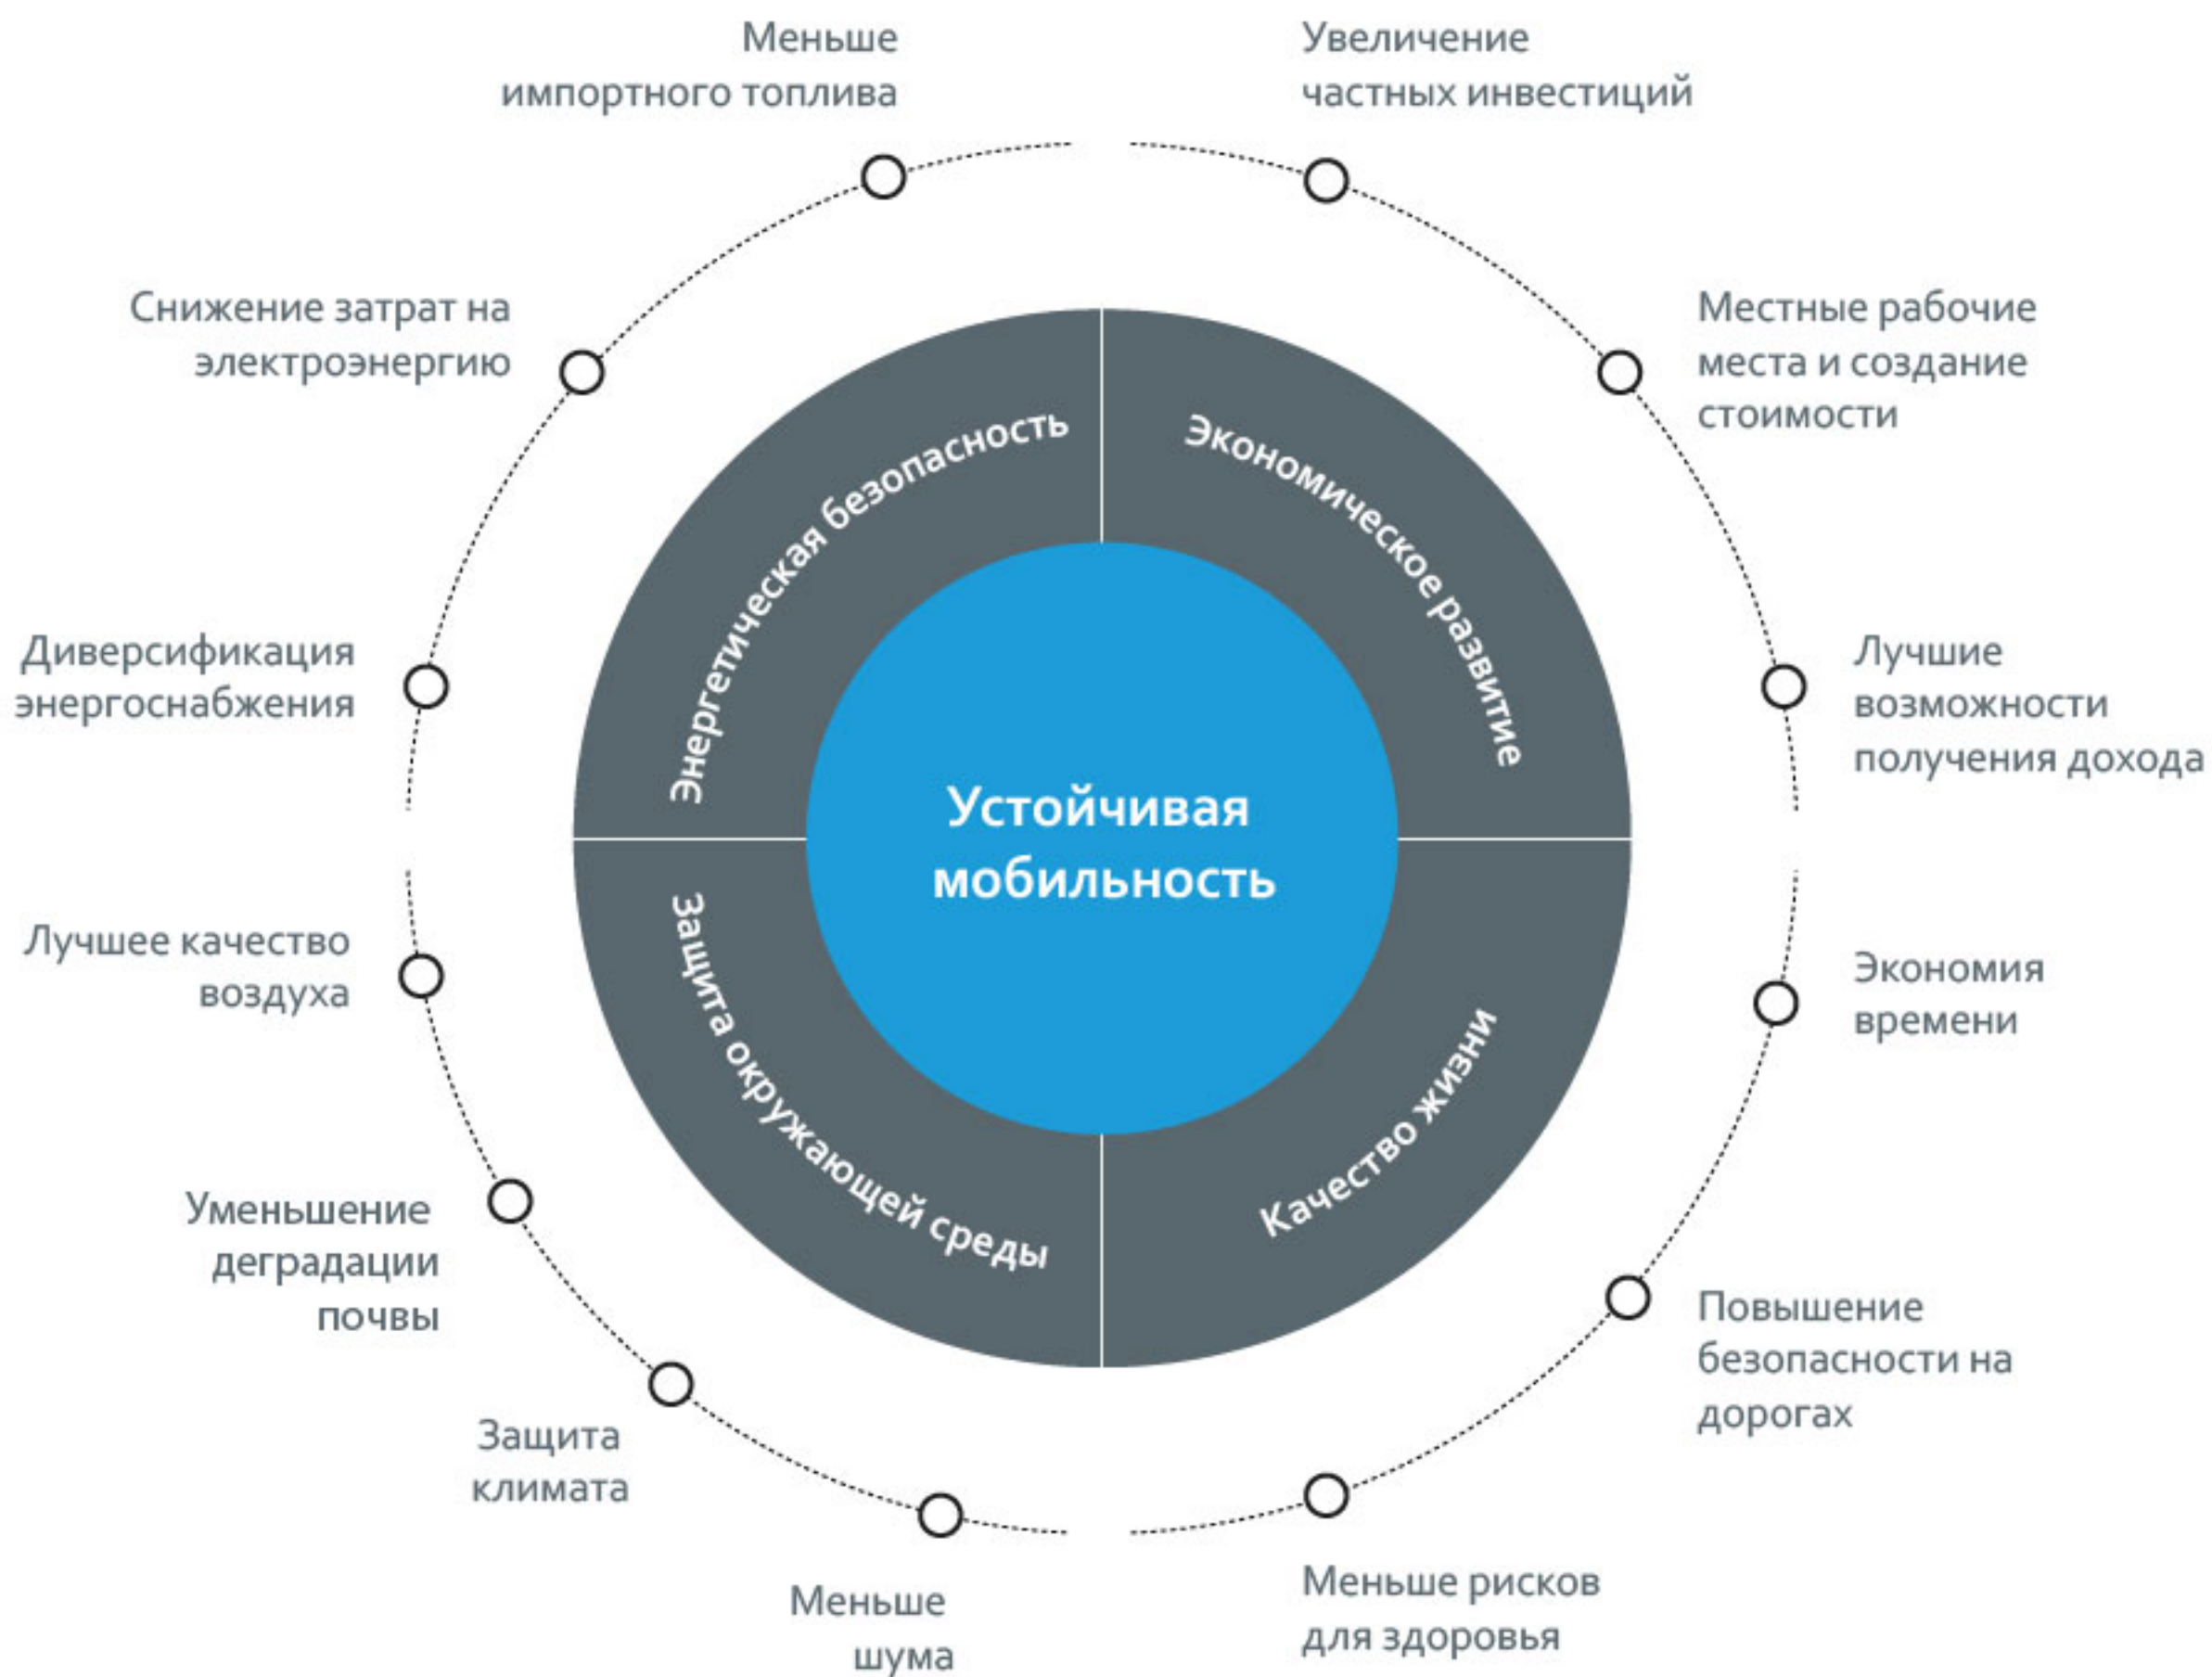 Меньше
импортного топлива
Увеличение
частных инвестиций
Снижение затрат на
электроэнергию
Местные рабочие
места и создание
стоимости
Энергетическая безопасность
Экономическое развитие
Диверсификация
энергоснабжения
Лучшие
возможности
получения дохода
Устойчивая
мобильность
Лучшее качество
воздуха
Экономия
времени
Защита окружающей среды
Качество жизни
Уменьшение
деградации
почвы
Повышение
безопасности на
дорогах
Защита
климата
Меньше
шума
Меньше рисков
для здоровья